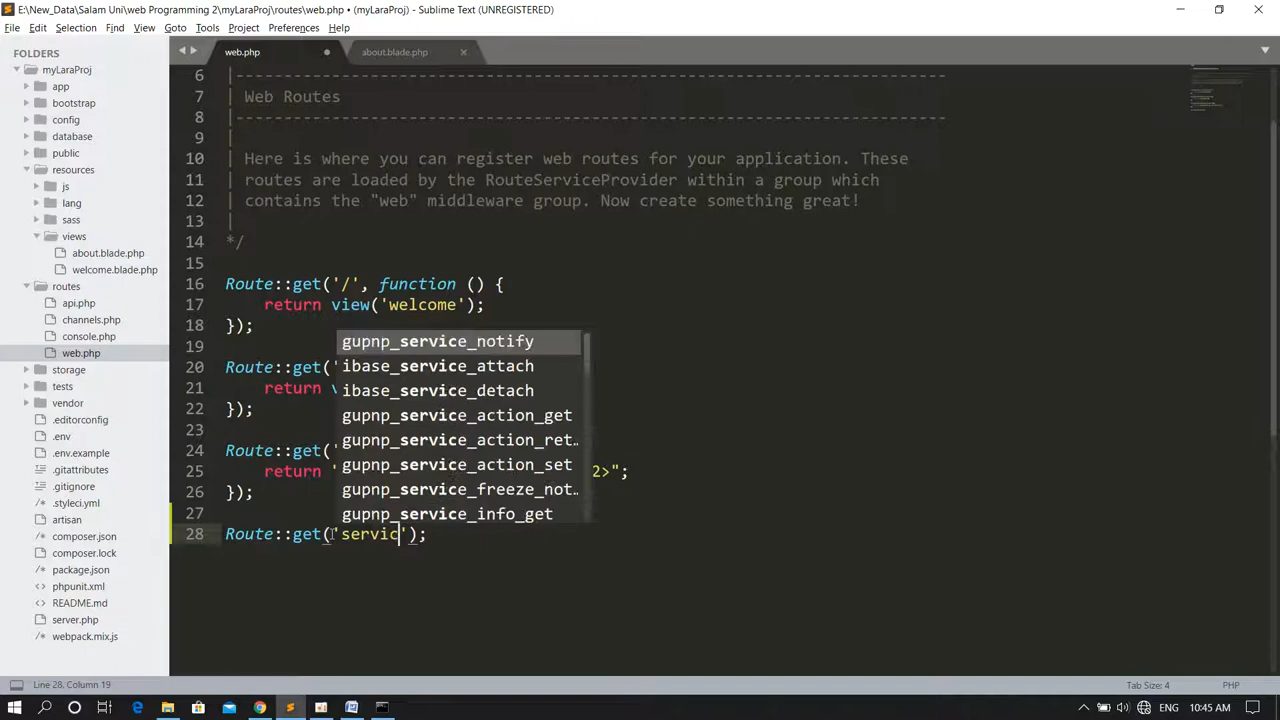 E:\New_Data\Salam Uni\web Programming 2\myLaraProj\routes\web.php • (myLaraProj) - Sublime Text (UNREGISTERED)
File Edit Selection Find View Goto Tools Project Preferences Help
FOLDERS
myLaraProj
app
bootstrap
config
database
public
resources
js
lang
sass
views
about.blade.php
welcome.blade.php
routes
api.php
channels.php
console.php
web.php
storage
tests
vendor
.editorconfig
.env
.env.example
.gitattributes
.gitignore
.styleci.yml
artisan
composer.json
composer.lock
package.json
phpunit.xml
README.md
server.php
webpack.mix.js
web.php about.blade.php
6 |--------------------------------------------------------------------------
7 | Web Routes
8 |--------------------------------------------------------------------------
9 |
10 | Here is where you can register web routes for your application. These
11 | routes are loaded by the RouteServiceProvider within a group which
12 | contains the "web" middleware group. Now create something great!
13 |
14 */
15
16 Route::get('/', function () {
17 return view('welcome');
18 });
19
20 Route::get('
21 return v
22 });
23
24 Route::get('
25 return " 2>";
26 });
27
28 Route::get('servic');
gupnp_service_notify
ibase_service_attach
ibase_service_detach
gupnp_service_action_get
gupnp_service_action_ret..
gupnp_service_action_set
gupnp_service_freeze_not..
gupnp_service_info_get
Line 28, Column 19 Tab Size: 4 PHP
ENG 10:45 AM